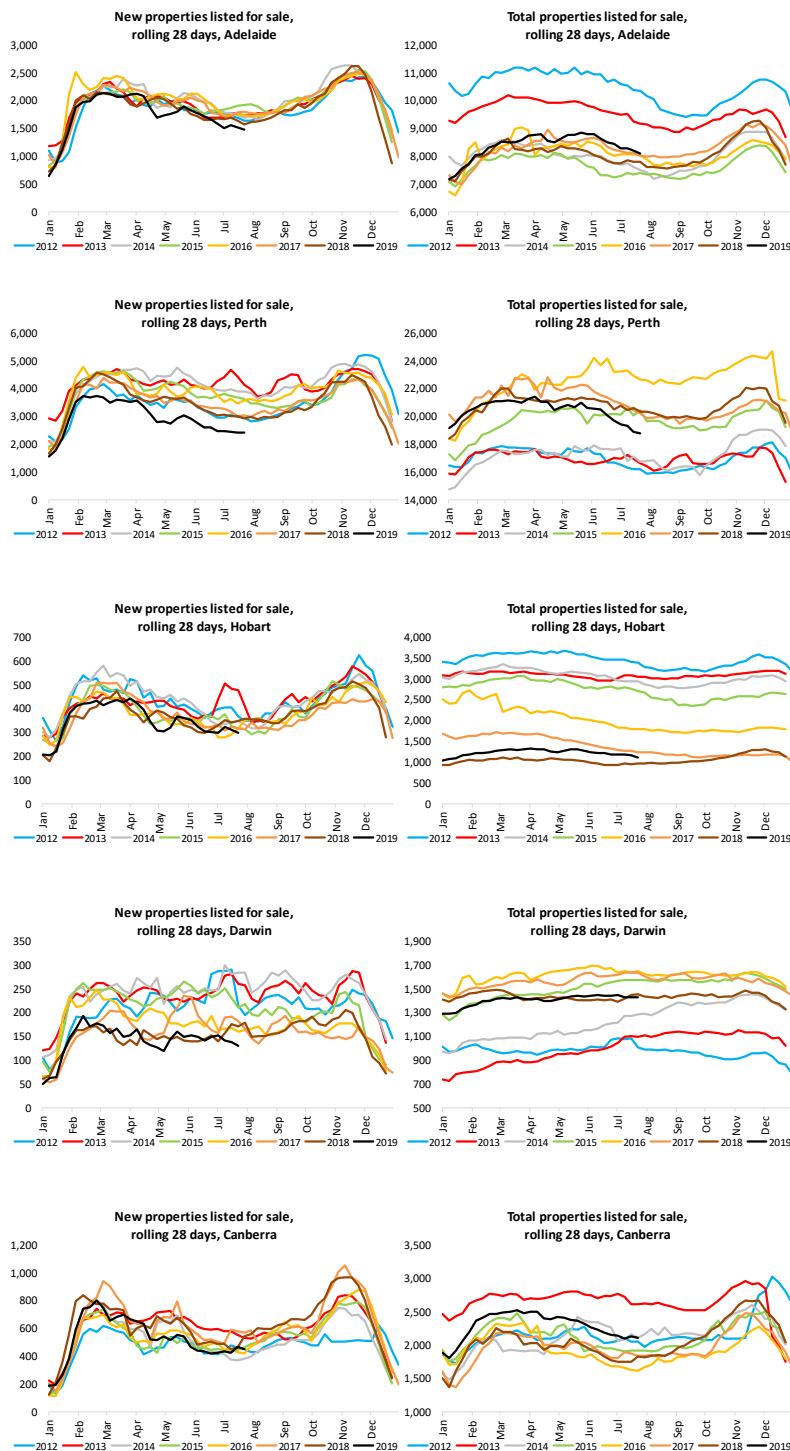 New properties listed for sale,
rolling 28 days, Adelaide
3,000
2,500
2,000
1,500
1,000
500
0
Jan Feb Mar Apr May Jun Jul Aug Sep Oct Nov Dec
2012 2013 2014 2015 2016 2017 2018 2019
Total properties listed for sale,
rolling 28 days, Adelaide
12,000
11,000
10,000
9,000
8,000
7,000
6,000
Jan Feb Mar Apr May Jun Jul Aug Sep Oct Nov Dec
2012 2013 2014 2015 2016 2017 2018 2019
New properties listed for sale,
rolling 28 days, Perth
6,000
5,000
4,000
3,000
2,000
1,000
0
Jan Feb Mar Apr May Jun Jul Aug Sep Oct Nov Dec
2012 2013 2014 2015 2016 2017 2018 2019
Total properties listed for sale,
rolling 28 days, Perth
26,000
24,000
22,000
20,000
18,000
16,000
14,000
Jan Feb Mar Apr May Jun Jul Aug Sep Oct Nov Dec
2012 2013 2014 2015 2016 2017 2018 2019
New properties listed for sale,
rolling 28 days, Hobart
700
600
500
400
300
200
100
0
Jan Feb Mar Apr May Jun Jul Aug Sep Oct Nov Dec
2012 2013 2014 2015 2016 2017 2018 2019
Total properties listed for sale,
rolling 28 days, Hobart
4,000
3,500
3,000
2,500
2,000
1,500
1,000
500
0
Jan Feb Mar Apr May Jun Jul Aug Sep Oct Nov Dec
2012 2013 2014 2015 2016 2017 2018 2019
New properties listed for sale,
rolling 28 days, Darwin
350
300
250
200
150
100
50
0
Jan Feb Mar Apr May Jun Jul Aug Sep Oct Nov Dec
2012 2013 2014 2015 2016 2017 2018 2019
Total properties listed for sale,
rolling 28 days, Darwin
1,900
1,700
1,500
1,300
1,100
900
700
500
Jan Feb Mar Apr May Jun Jul Aug Sep Oct Nov Dec
2012 2013 2014 2015 2016 2017 2018 2019
New properties listed for sale,
rolling 28 days, Canberra
1,200
1,000
800
600
400
200
0
Jan Feb Mar Apr May Jun Jul Aug Sep Oct Nov Dec
2012 2013 2014 2015 2016 2017 2018 2019
Total properties listed for sale,
rolling 28 days, Canberra
3,500
3,000
2,500
2,000
1,500
1,000
Jan Feb Mar Apr May Jun Jul Aug Sep Oct Nov Dec
2012 2013 2014 2015 2016 2017 2018 2019